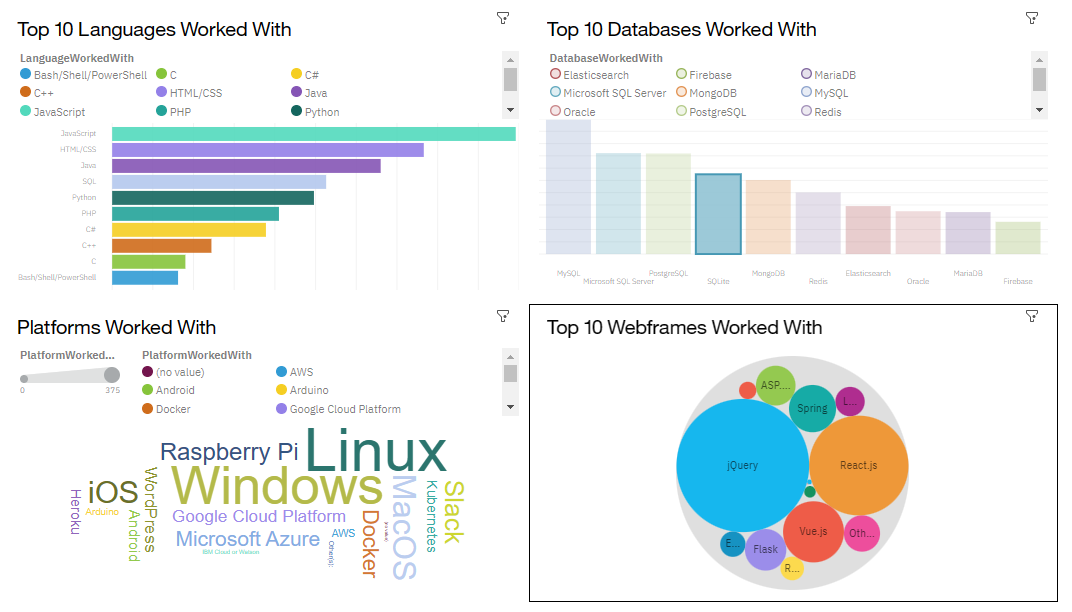 Top 10 Languages Worked With
LanguageWorkedWith
Bash/Shell/PowerShell C C#
C++ HTML/CSS Java
JavaScript PHP Python
JavaScript
HTML/CSS
Java
SQL
Python
PHP
C#
C++
C
Bash/Shell/PowerShell
Top 10 Databases Worked With
DatabaseWorkedWith
Elasticsearch Firebase MariaDB
Microsoft SQL Server MongoDB MySQL
Oracle PostgreSQL Redis
MySQL PostgreSQL MongoDB Elasticsearch MariaDB
Microsoft SQL Server SQLite Redis Oracle Firebase
Platforms Worked With
PlatformWorked... PlatformWorkedWith
(no value) AWS
0 375
Android Arduino
Docker Google Cloud Platform
Linux
Raspberry Pi
Windows
iOS
WordPress
Heroku
Arduino
Android
Google Cloud Platform
Microsoft Azure
IBM Cloud or Watson
AWS
Other(s):
Docker
MacOS
Kubernetes
Slack
Top 10 Webframes Worked With
ASP....
Spring
L...
jQuery
React.js
Vue.js
Oth...
E...
Flask
R...